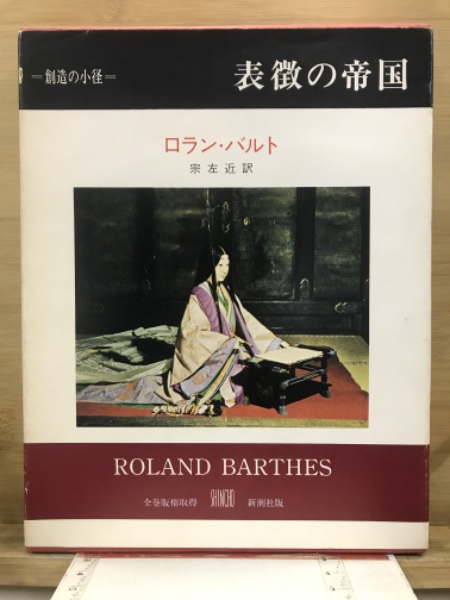 ＝創造の小径＝
表徴の帝国
ロラン・バルト
宗左近訳
ROLAND BARTHES
全巻版権取得 SHINCHO 新潮社版